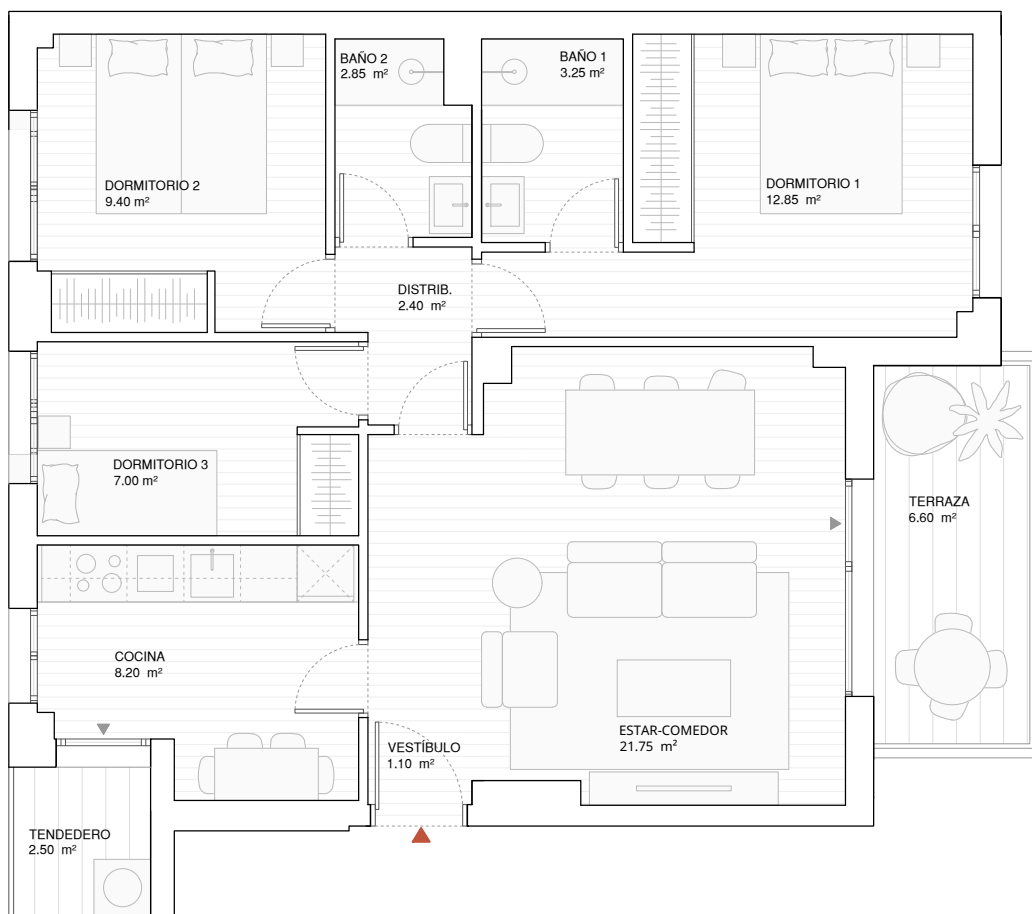 BAÑO 2
2.85 m²
BAÑO 1
3.25 m²
DORMITORIO 2
9.40 m²
DORMITORIO 1
12.85 m²
DISTRIB.
2.40 m²
DORMITORIO 3
7.00 m²
TERRAZA
6.60 m²
COCINA
8.20 m²
ESTAR-COMEDOR
21.75 m²
VESTÍBULO
1.10 m²
TENDEDERO
2.50 m²